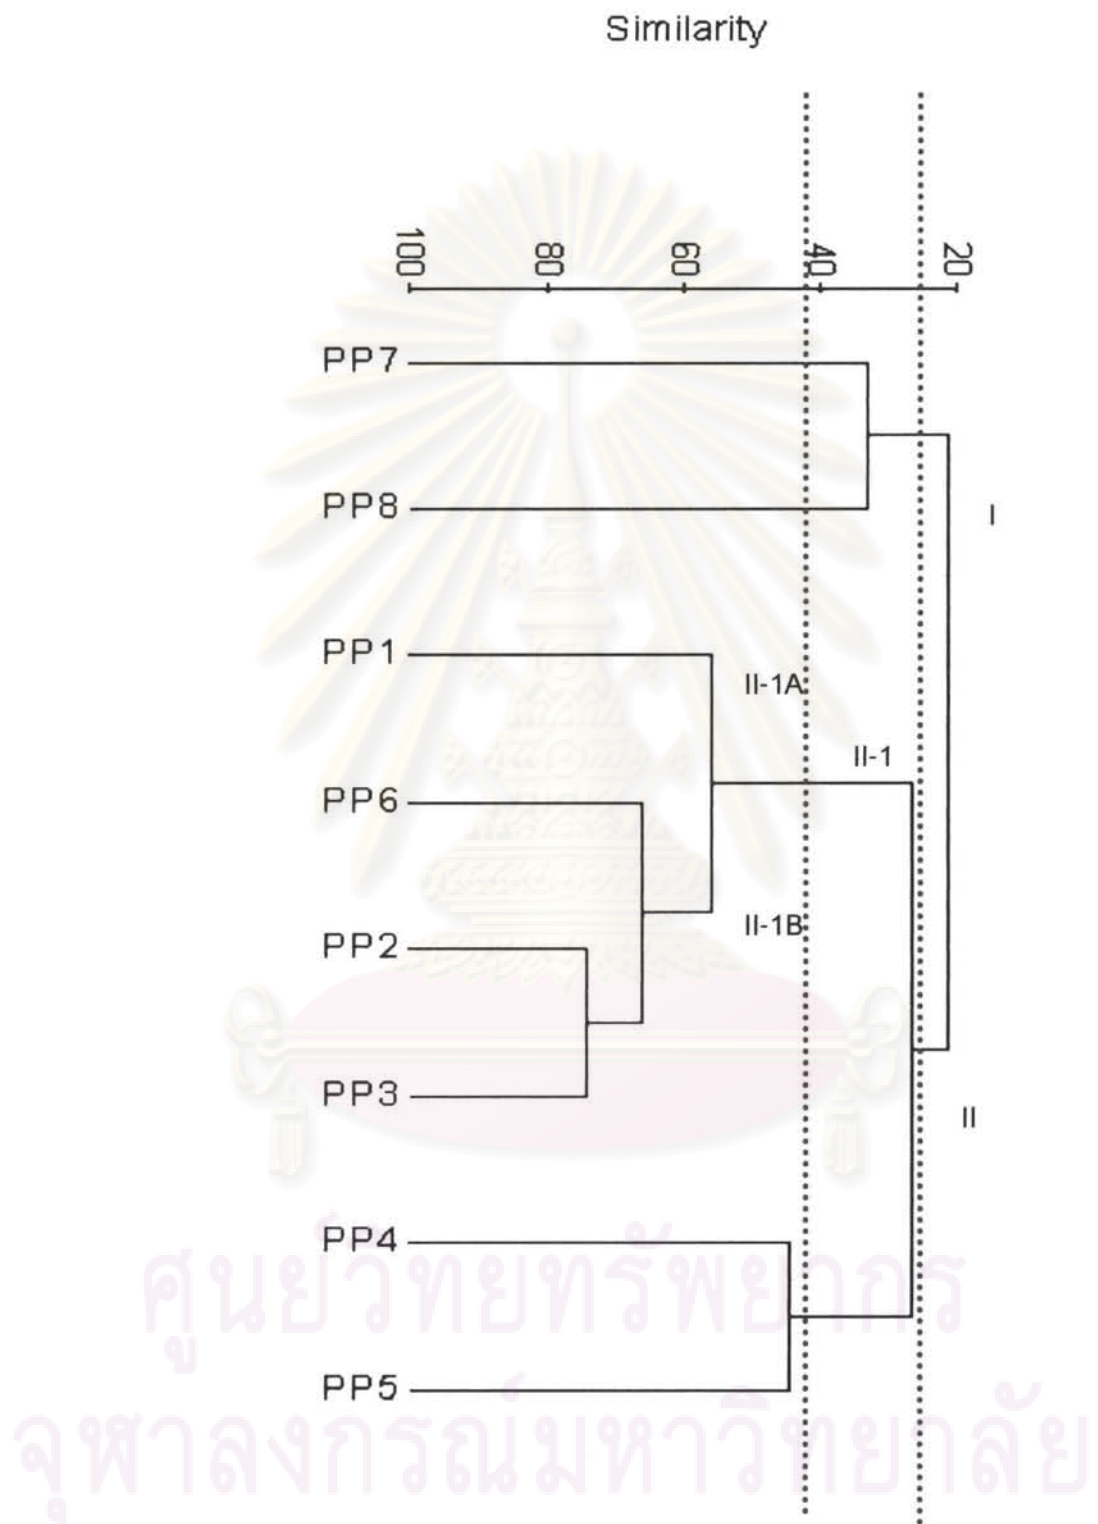 Similarity
100 80 60 40 20
PP7
PP8
I
PP1
II-1A
II-1
PP6
II-1B
PP2
PP3
II
PP4
PP5
ศูนย์วิทยทรัพยากร
จุฬาลงกรณ์มหาวิทยาลัย